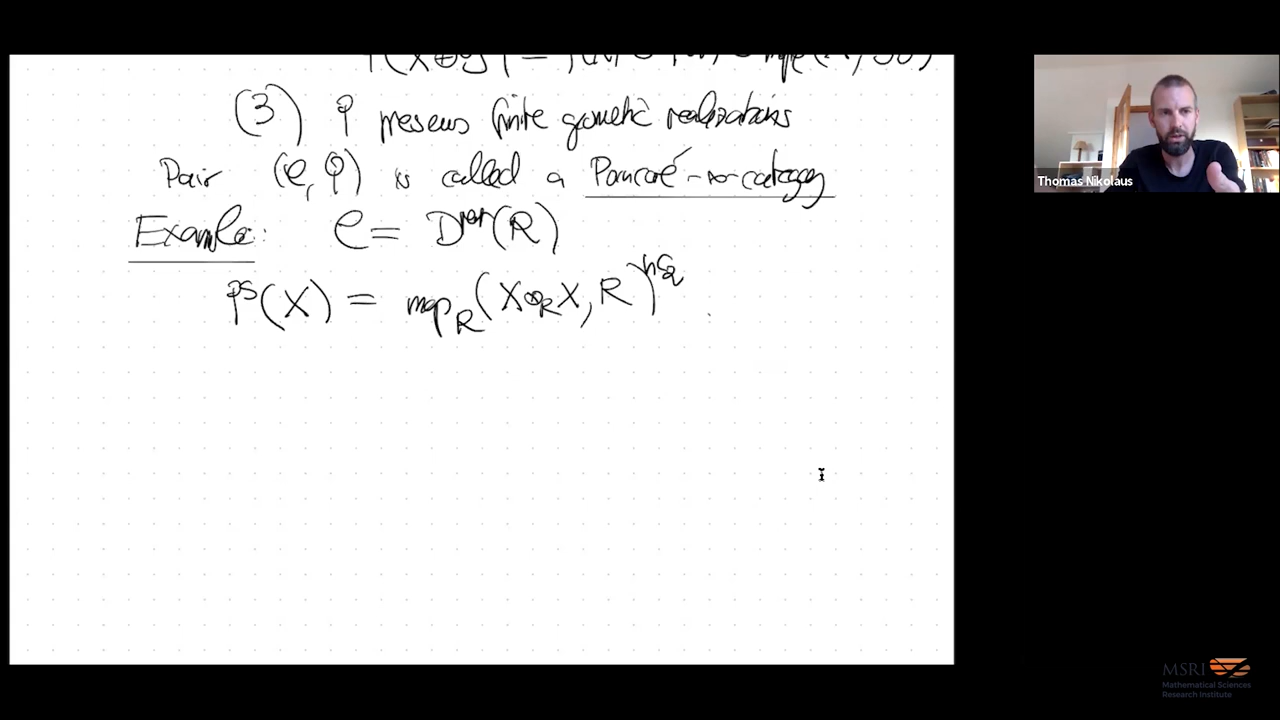 (3) Ϙ preserves finite geometric realizations
Pair (C, Ϙ) is called a Poincaré-∞-category
Example: C = D^perf(R)
Ϙ^s(X) = map_R(X⊗_R X, R)^hC₂
Thomas Nikolaus
MSRI
Mathematical Sciences
Research Institute